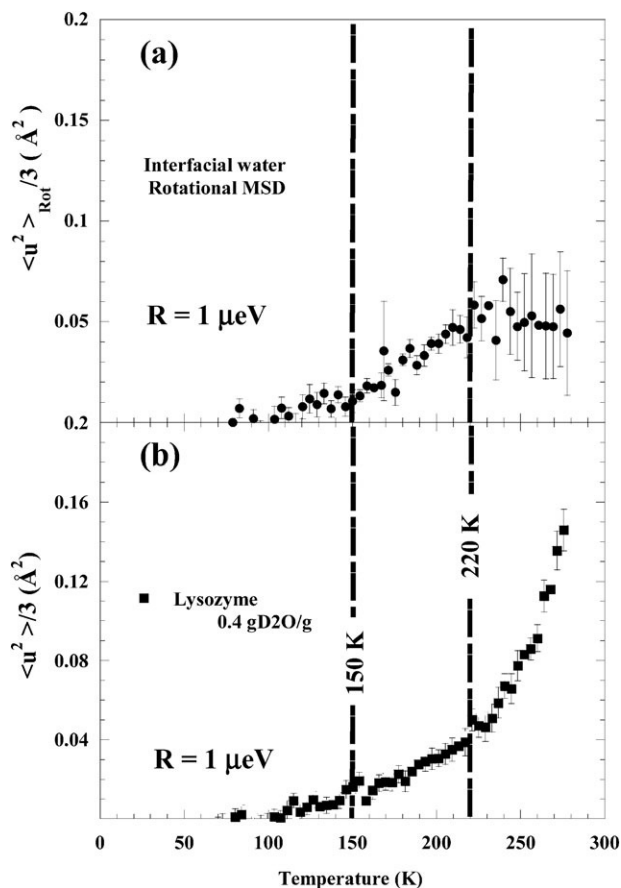 (a)
0.2
0.15
0.1
0.05
0.2
<u²>Rot/3 (Å²)
Interfacial water
Rotational MSD
R = 1 µeV
(b)
0.16
0.12
0.08
0.04
<u²>/3 (Å²)
Lysozyme
0.4 gD2O/g
150 K
220 K
R = 1 µeV
0 50 100 150 200 250 300
Temperature (K)